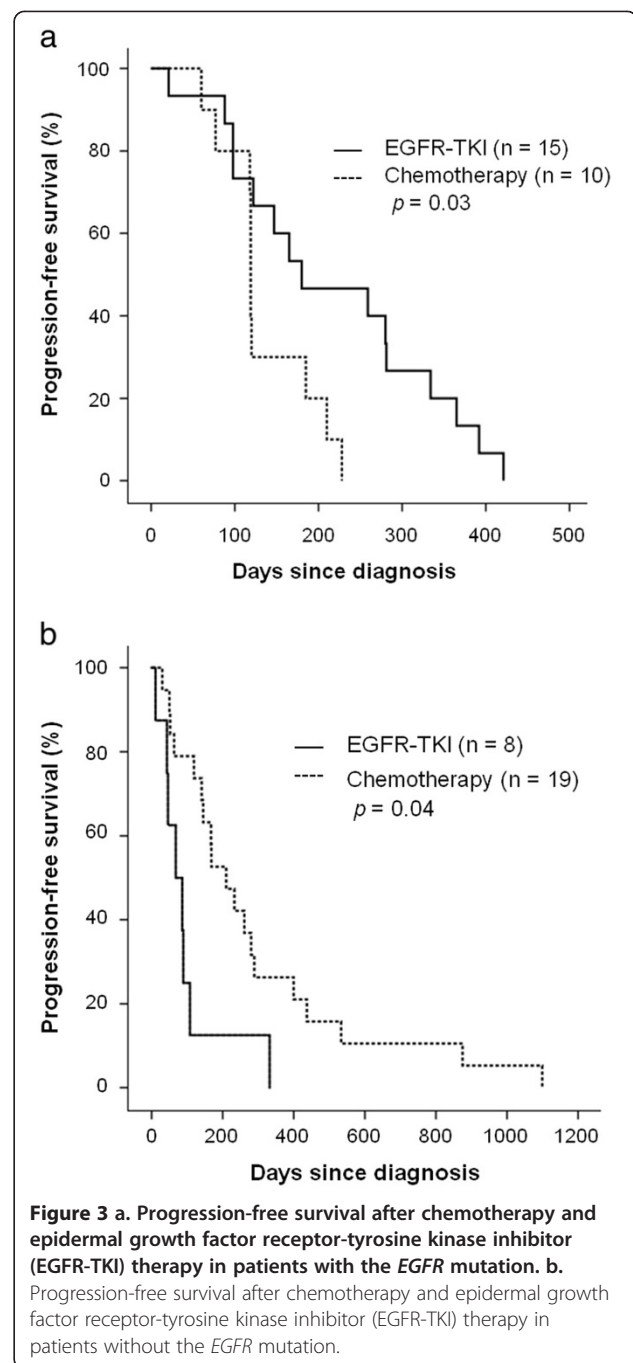 a
100
80
60
40
20
0
Progression-free survival (%)
EGFR-TKI (n = 15)
Chemotherapy (n = 10)
p = 0.03
0 100 200 300 400 500
Days since diagnosis
b
100
80
60
40
20
0
Progression-free survival (%)
EGFR-TKI (n = 8)
Chemotherapy (n = 19)
p = 0.04
0 200 400 600 800 1000 1200
Days since diagnosis
Figure 3 a. Progression-free survival after chemotherapy and
epidermal growth factor receptor-tyrosine kinase inhibitor
(EGFR-TKI) therapy in patients with the EGFR mutation. b.
Progression-free survival after chemotherapy and epidermal growth
factor receptor-tyrosine kinase inhibitor (EGFR-TKI) therapy in
patients without the EGFR mutation.